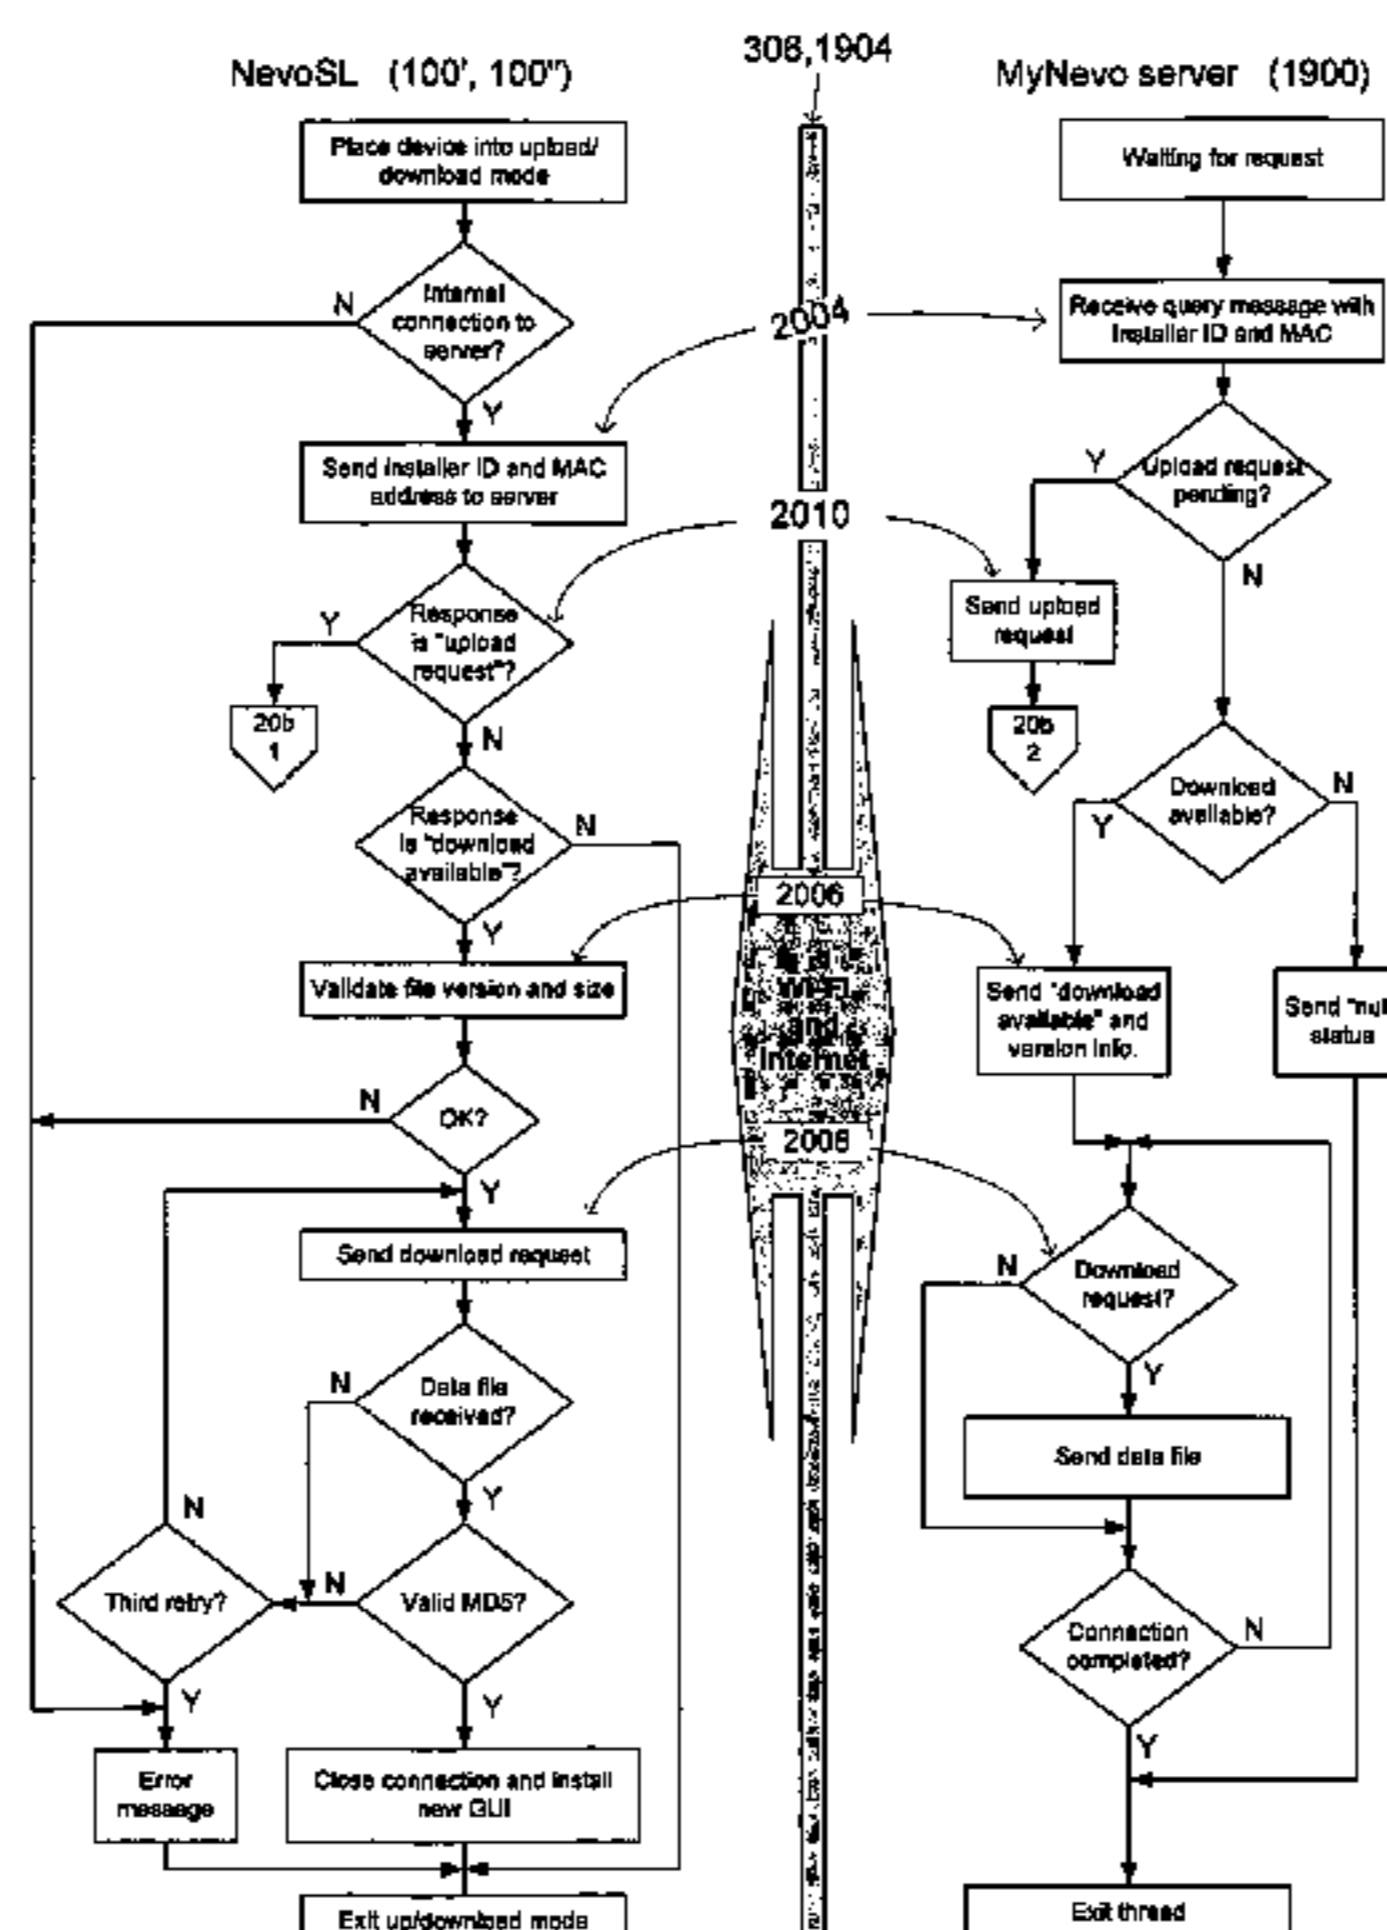 306,1904
NevoSL (100', 100")
MyNevo server (1900)
Place device into upload/
download mode
Internal
connection to
server?
N
Y
Send Installer ID and MAC
address to server
Response
is "upload
request"?
Y
N
20b
1
Response
is "download
available"?
N
Y
Validate file version and size
OK?
N
Y
Send download request
Data file
received?
N
Y
Valid MD5?
N
Y
Third retry?
N
Y
Error
message
Close connection and install
new GUI
Exit up/download mode
2004
2010
2006
Wi-Fi
and
Internet
2008
Waiting for request
Receive query message with
Installer ID and MAC
Upload request
pending?
Y
N
Send upload
request
20b
2
Download
available?
Y
N
Send "download
available" and
version info.
Send "nul
status
Download
request?
N
Y
Send data file
Connection
completed?
N
Y
Exit thread